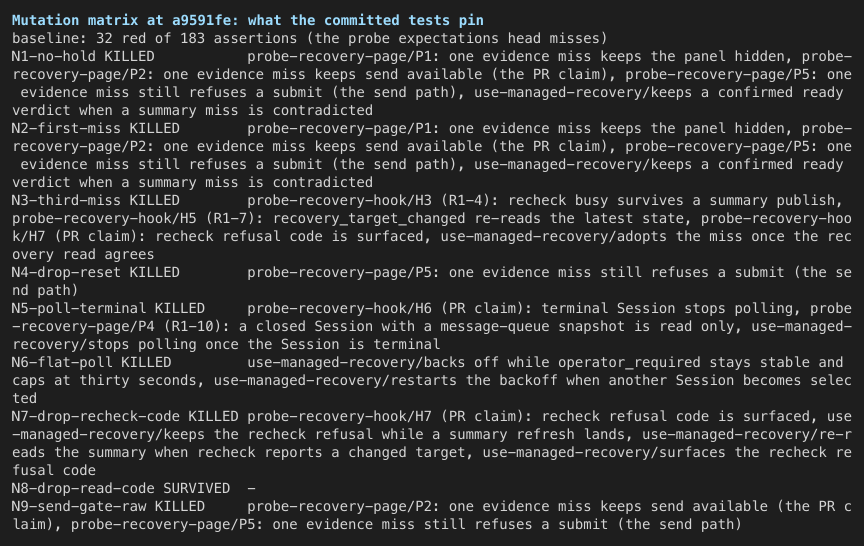 Mutation matrix at a9591fe: what the committed tests pin
baseline: 32 red of 183 assertions (the probe expectations head misses)
N1-no-hold KILLED        probe-recovery-page/P1: one evidence miss keeps the panel hidden, probe-
recovery-page/P2: one evidence miss keeps send available (the PR claim), probe-recovery-page/P5: one
 evidence miss still refuses a submit (the send path), use-managed-recovery/keeps a confirmed ready
verdict when a summary miss is contradicted
N2-first-miss KILLED     probe-recovery-page/P1: one evidence miss keeps the panel hidden, probe-
recovery-page/P2: one evidence miss keeps send available (the PR claim), probe-recovery-page/P5: one
 evidence miss still refuses a submit (the send path), use-managed-recovery/keeps a confirmed ready
verdict when a summary miss is contradicted
N3-third-miss KILLED     probe-recovery-hook/H3 (R1-4): recheck busy survives a summary publish,
probe-recovery-hook/H5 (R1-7): recovery_target_changed re-reads the latest state, probe-recovery-hoo
k/H7 (PR claim): recheck refusal code is surfaced, use-managed-recovery/adopts the miss once the rec
overy read agrees
N4-drop-reset KILLED     probe-recovery-page/P5: one evidence miss still refuses a submit (the se
nd path)
N5-poll-terminal KILLED  probe-recovery-hook/H6 (PR claim): terminal Session stops polling, probe
-recovery-page/P4 (R1-10): a closed Session with a message-queue snapshot is read only, use-managed-
recovery/stops polling once the Session is terminal
N6-flat-poll KILLED      use-managed-recovery/backs off while operator_required stays stable and
caps at thirty seconds, use-managed-recovery/restarts the backoff when another Session becomes selec
ted
N7-drop-recheck-code KILLED probe-recovery-hook/H7 (PR claim): recheck refusal code is surfaced, use
-managed-recovery/keeps the recheck refusal while a summary refresh lands, use-managed-recovery/re-r
eads the summary when recheck reports a changed target, use-managed-recovery/surfaces the recheck re
fusal code
N8-drop-read-code SURVIVED  -
N9-send-gate-raw KILLED  probe-recovery-page/P2: one evidence miss keeps send available (the PR c
laim), probe-recovery-page/P5: one evidence miss still refuses a submit (the send path)